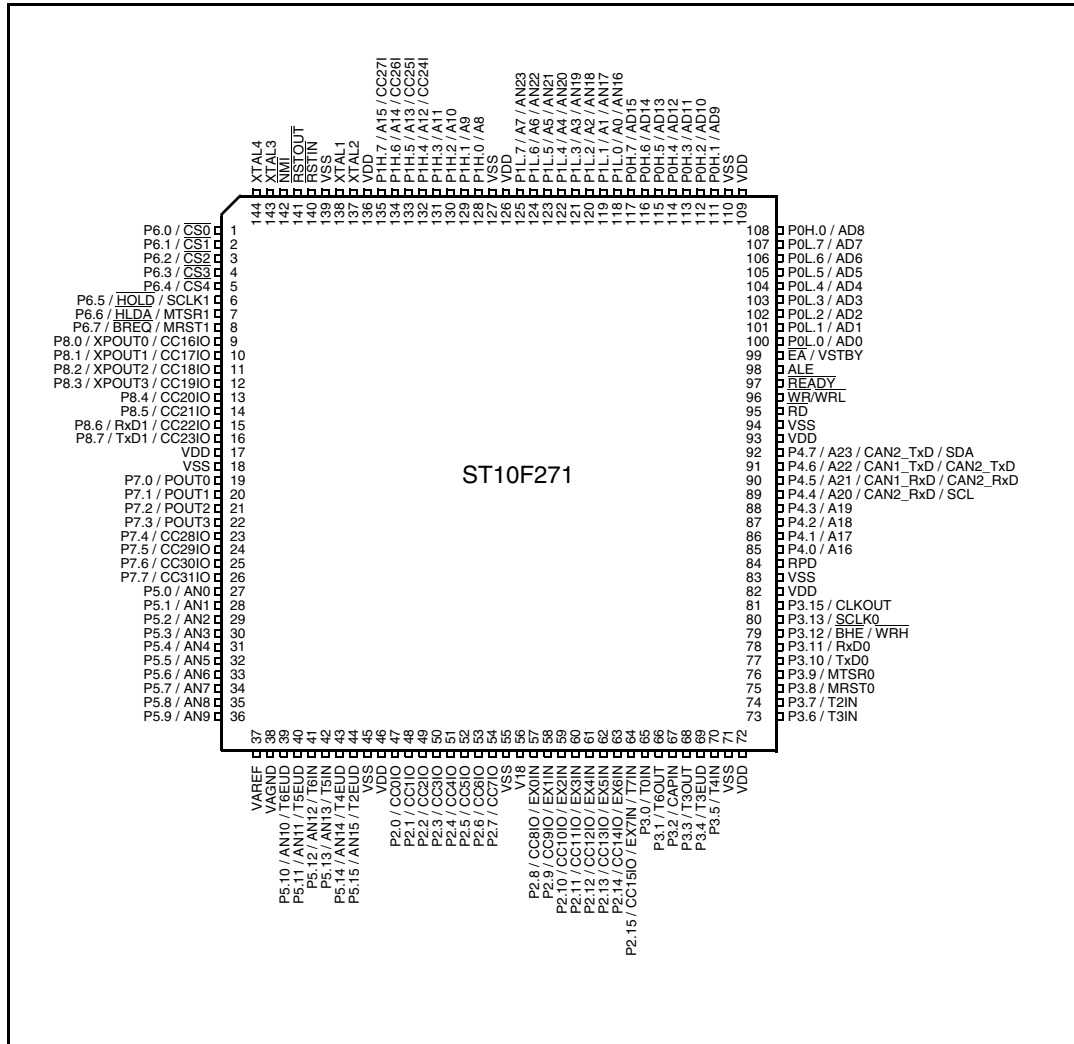 XTAL4
XTAL3
NMI
RSTOUT
RSTIN
VSS
XTAL1
XTAL2
VDD
P1H.7 / A15 / CC27I
P1H.6 / A14 / CC26I
P1H.5 / A13 / CC25I
P1H.4 / A12 / CC24I
P1H.3 / A11
P1H.2 / A10
P1H.1 / A9
P1H.0 / A8
VSS
VDD
P1L.7 / A7 / AN23
P1L.6 / A6 / AN22
P1L.5 / A5 / AN21
P1L.4 / A4 / AN20
P1L.3 / A3 / AN19
P1L.2 / A2 / AN18
P1L.1 / A1 / AN17
P1L.0 / A0 / AN16
P0H.7 / AD15
P0H.6 / AD14
P0H.5 / AD13
P0H.4 / AD12
P0H.3 / AD11
P0H.2 / AD10
P0H.1 / AD9
VSS
VDD
144
143
142
141
140
139
138
137
136
135
134
133
132
131
130
129
128
127
126
125
124
123
122
121
120
119
118
117
116
115
114
113
112
111
110
109
P6.0 / CS0 1
P6.1 / CS1 2
P6.2 / CS2 3
P6.3 / CS3 4
P6.4 / CS4 5
P6.5 / HOLD / SCLK1 6
P6.6 / HLDA / MTSR1 7
P6.7 / BREQ / MRST1 8
P8.0 / XPOUT0 / CC16IO 9
P8.1 / XPOUT1 / CC17IO 10
P8.2 / XPOUT2 / CC18IO 11
P8.3 / XPOUT3 / CC19IO 12
P8.4 / CC20IO 13
P8.5 / CC21IO 14
P8.6 / RxD1 / CC22IO 15
P8.7 / TxD1 / CC23IO 16
VDD 17
VSS 18
P7.0 / POUT0 19
P7.1 / POUT1 20
P7.2 / POUT2 21
P7.3 / POUT3 22
P7.4 / CC28IO 23
P7.5 / CC29IO 24
P7.6 / CC30IO 25
P7.7 / CC31IO 26
P5.0 / AN0 27
P5.1 / AN1 28
P5.2 / AN2 29
P5.3 / AN3 30
P5.4 / AN4 31
P5.5 / AN5 32
P5.6 / AN6 33
P5.7 / AN7 34
P5.8 / AN8 35
P5.9 / AN9 36
ST10F271
108 P0H.0 / AD8
107 P0L.7 / AD7
106 P0L.6 / AD6
105 P0L.5 / AD5
104 P0L.4 / AD4
103 P0L.3 / AD3
102 P0L.2 / AD2
101 P0L.1 / AD1
100 P0L.0 / AD0
99 EA / VSTBY
98 ALE
97 READY
96 WR/WRL
95 RD
94 VSS
93 VDD
92 P4.7 / A23 / CAN2_TxD / SDA
91 P4.6 / A22 / CAN1_TxD / CAN2_TxD
90 P4.5 / A21 / CAN1_RxD / CAN2_RxD
89 P4.4 / A20 / CAN2_RxD / SCL
88 P4.3 / A19
87 P4.2 / A18
86 P4.1 / A17
85 P4.0 / A16
84 RPD
83 VSS
82 VDD
81 P3.15 / CLKOUT
80 P3.13 / SCLK0
79 P3.12 / BHE / WRH
78 P3.11 / RxD0
77 P3.10 / TxD0
76 P3.9 / MTSR0
75 P3.8 / MRST0
74 P3.7 / T2IN
73 P3.6 / T3IN
37
38
39
40
41
42
43
44
45
46
47
48
49
50
51
52
53
54
55
56
57
58
59
60
61
62
63
64
65
66
67
68
69
70
71
72
VAREF
VAGND
P5.10 / AN10 / T6EUD
P5.11 / AN11 / T5EUD
P5.12 / AN12 / T6IN
P5.13 / AN13 / T5IN
P5.14 / AN14 / T4EUD
P5.15 / AN15 / T2EUD
VSS
VDD
P2.0 / CC0IO
P2.1 / CC1IO
P2.2 / CC2IO
P2.3 / CC3IO
P2.4 / CC4IO
P2.5 / CC5IO
P2.6 / CC6IO
P2.7 / CC7IO
VSS
V18
P2.8 / CC8IO / EX0IN
P2.9 / CC9IO / EX1IN
P2.10 / CC10IO / EX2IN
P2.11 / CC11IO / EX3IN
P2.12 / CC12IO / EX4IN
P2.13 / CC13IO / EX5IN
P2.14 / CC14IO / EX6IN
P2.15 / CC15IO / EX7IN / T7IN
P3.0 / T0IN
P3.1 / T6OUT
P3.2 / CAPIN
P3.3 / T3OUT
P3.4 / T3EUD
P3.5 / T4IN
VSS
VDD